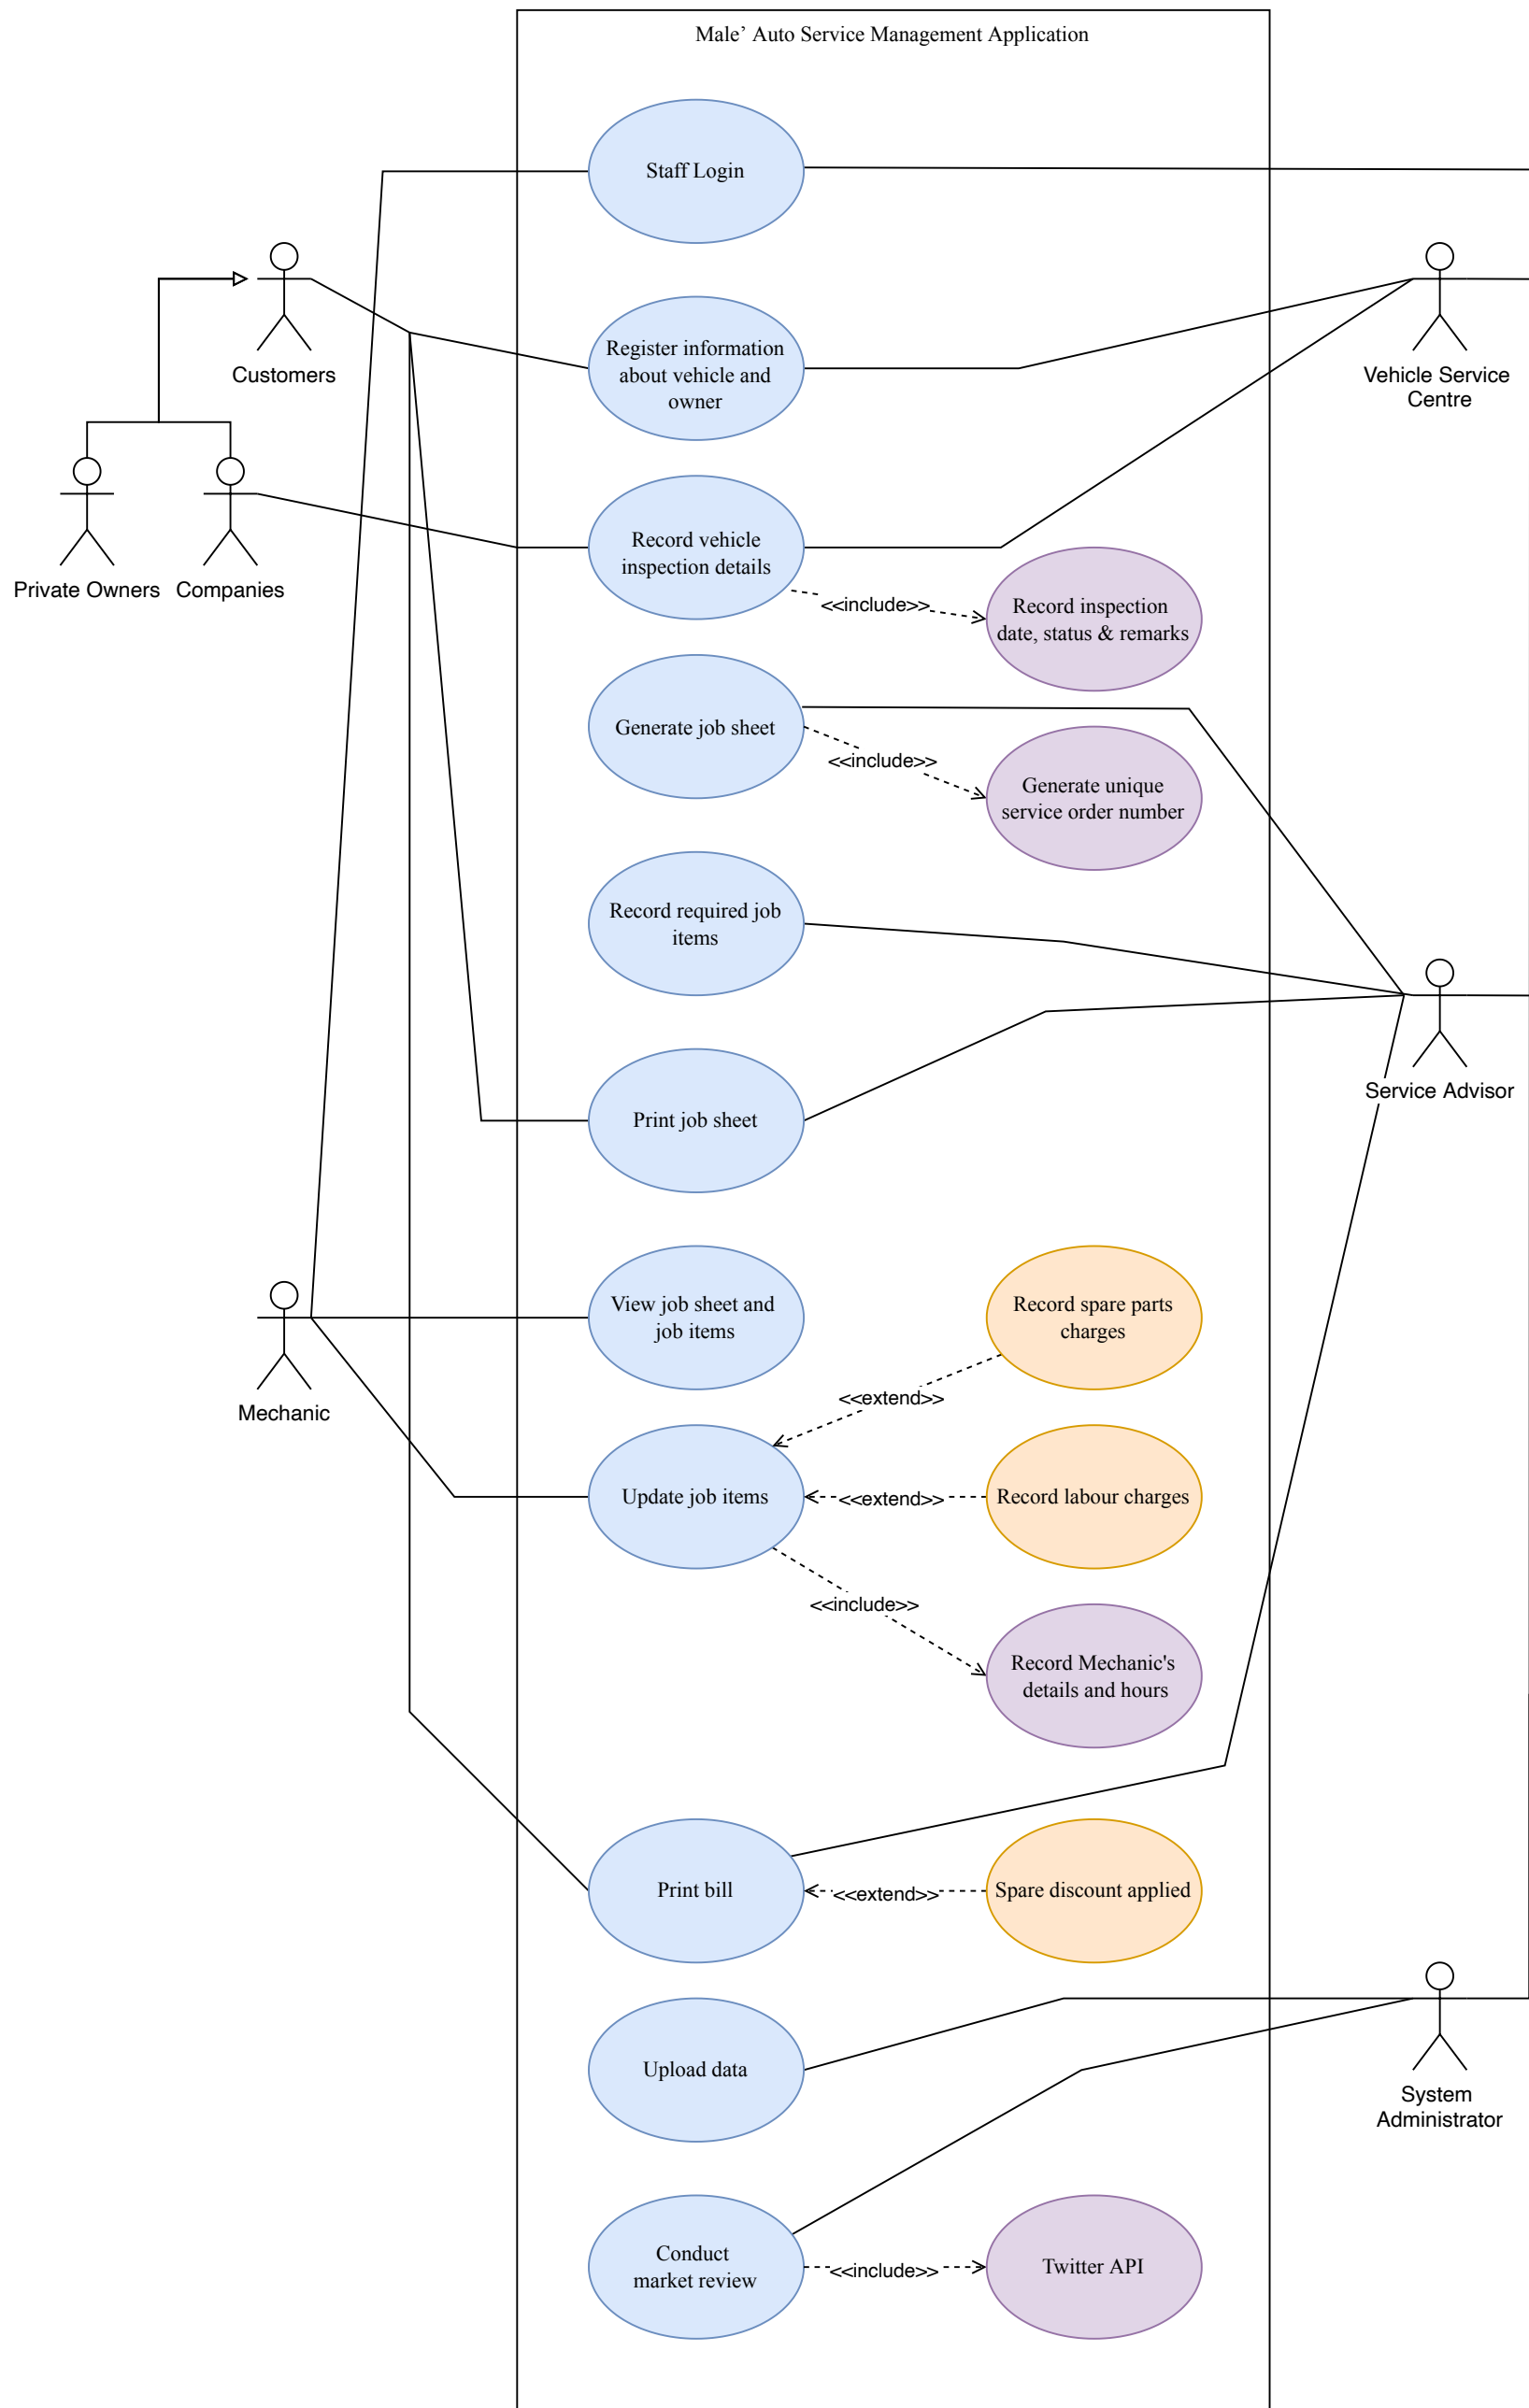 Male’ Auto Service Management Application
Staff Login
Customers
Register information
about vehicle and
owner
Vehicle Service
Centre
Private Owners
Companies
Record vehicle
inspection details
<<include>>
Record inspection
date, status & remarks
Generate job sheet
<<include>>
Generate unique
service order number
Record required job
items
Service Advisor
Print job sheet
Mechanic
View job sheet and
job items
Record spare parts
charges
<<extend>>
Update job items
<<extend>>
Record labour charges
<<include>>
Record Mechanic's
details and hours
Print bill
<<extend>>
Spare discount applied
Upload data
System
Administrator
Conduct
market review
<<include>>
Twitter API